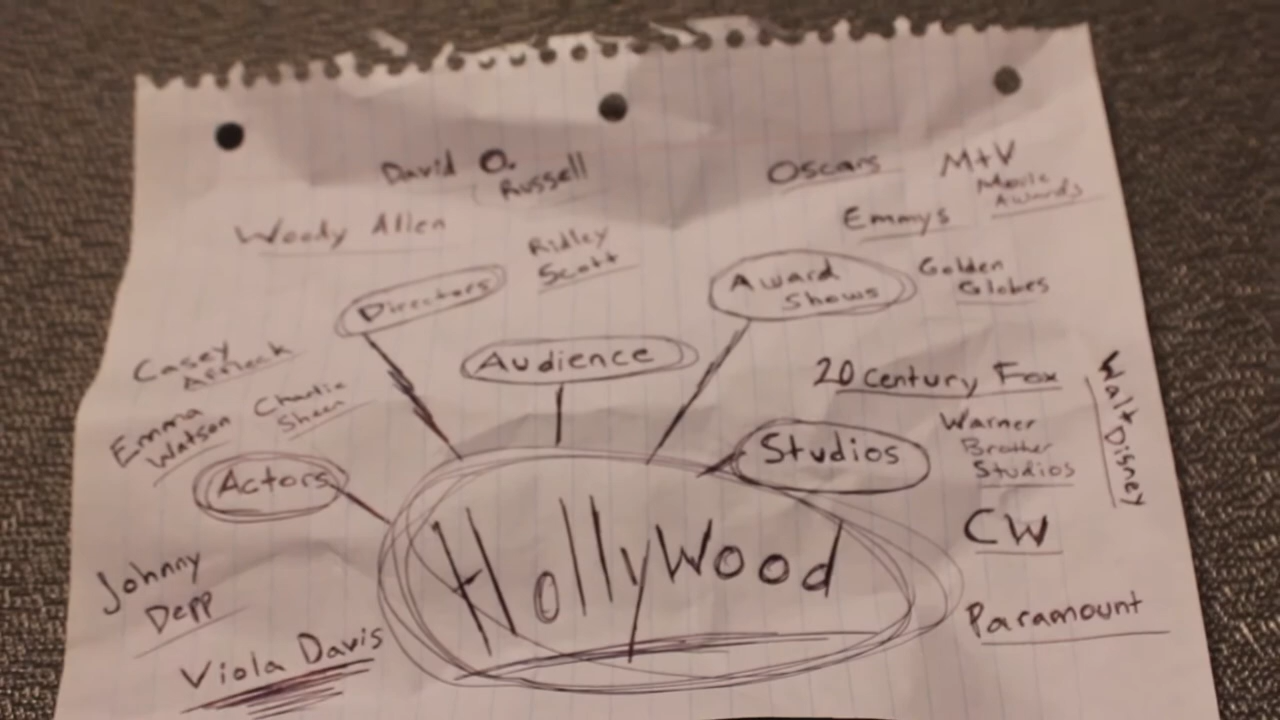 David O.
Russell
Woody Allen
Ridley
Scott
Directors
Oscars
MTV
Movie
Awards
Emmys
Golden
Globes
Award
Shows
Audience
Casey
Affleck
Emma
Watson
Charlie
Sheen
Actors
Johnny
Depp
Viola Davis
20 century Fox
Warner
Brother
Studios
Walt Disney
Studios
CW
Paramount
Hollywood